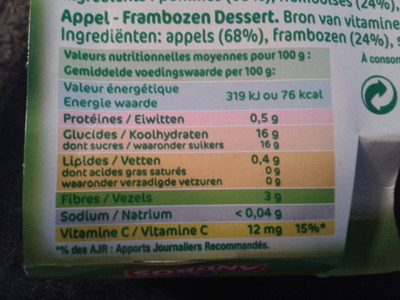 (68%), framboises (24%),
Appel - Frambozen Dessert. Bron van vitamine
Ingrediënten: appels (68%), frambozen (24%), s
Valeurs nutritionnelles moyennes pour 100 g :
Gemiddelde voedingswaarde per 100 g:
À consom
Valeur énergétique
Energie waarde
319 kJ ou 76 kcal
Protéines / Eiwitten 0,5 g
Glucides / Koolhydraten 16 g
dont sucres / waaronder suikers 16 g
Lipides / Vetten 0,4 g
dont acides gras saturés 0 g
waaronder verzadigde vetzuren 0 g
Fibres / Vezels 3 g
Sodium / Natrium < 0,04 g
Vitamine C / Vitamine C 12 mg 15%*
*% des AJR : Apports Journaliers Recommandés.
ANDROS